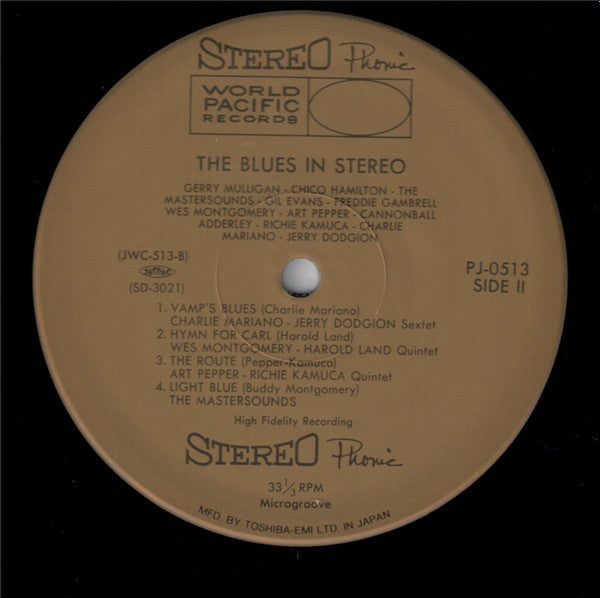 STEREO Phonic
WORLD
PACIFIC
RECORDS
THE BLUES IN STEREO
GERRY MULLIGAN - CHICO HAMILTON - THE
MASTERSOUNDS - GIL EVANS - FREDDIE GAMBRELL
WES MONTGOMERY - ART PEPPER - CANNONBALL
ADDERLEY - RICHIE KAMUCA - CHARLIE
MARIANO - JERRY DODGION
(JWC-513-B)
(SD-3021)
PJ-0513
SIDE II
1. VAMP'S BLUES (Charlie Mariano)
CHARLIE MARIANO - JERRY DODGION Sextet
2. HYMN FOR CARL (Harold Land)
WES MONTGOMERY - HAROLD LAND Quintet
3. THE ROUTE (Pepper-Kamuca)
ART PEPPER - RICHIE KAMUCA Quintet
4. LIGHT BLUE (Buddy Montgomery)
THE MASTERSOUNDS
High Fidelity Recording
STEREO Phonic
33 1/3 RPM
Microgroove
MFD. BY TOSHIBA-EMI LTD. IN JAPAN